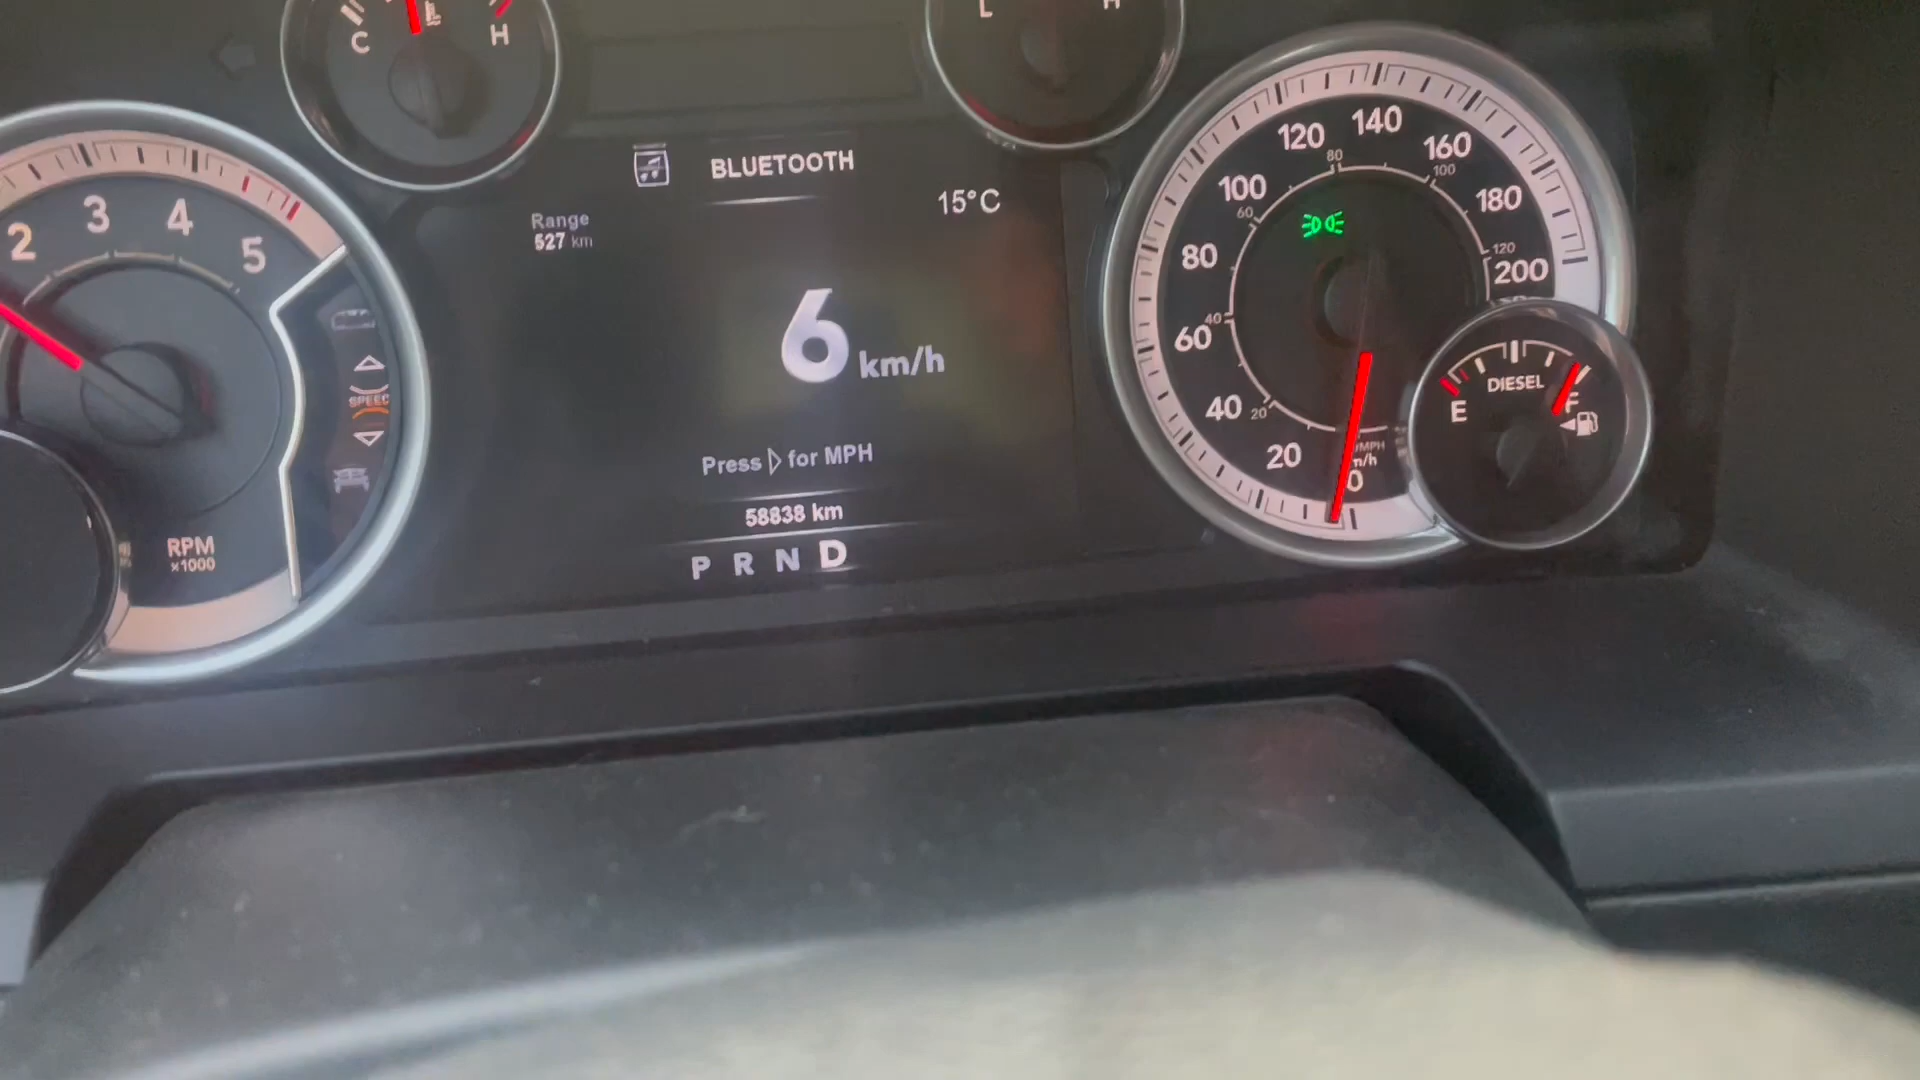 C H
L H
BLUETOOTH
Range
527 km
15°C
6 km/h
Press ▷ for MPH
58838 km
P R N D
2 3 4 5
RPM
x1000
SPEED
0 20 40 60 80 100 120 140 160 180 200
20 40 60 80 100 120
MPH
DIESEL
E F